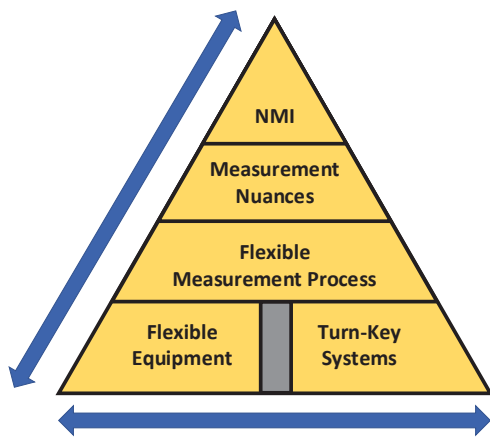 NMI
Measurement
Nuances
Flexible
Measurement Process
Flexible
Equipment
Turn-Key
Systems